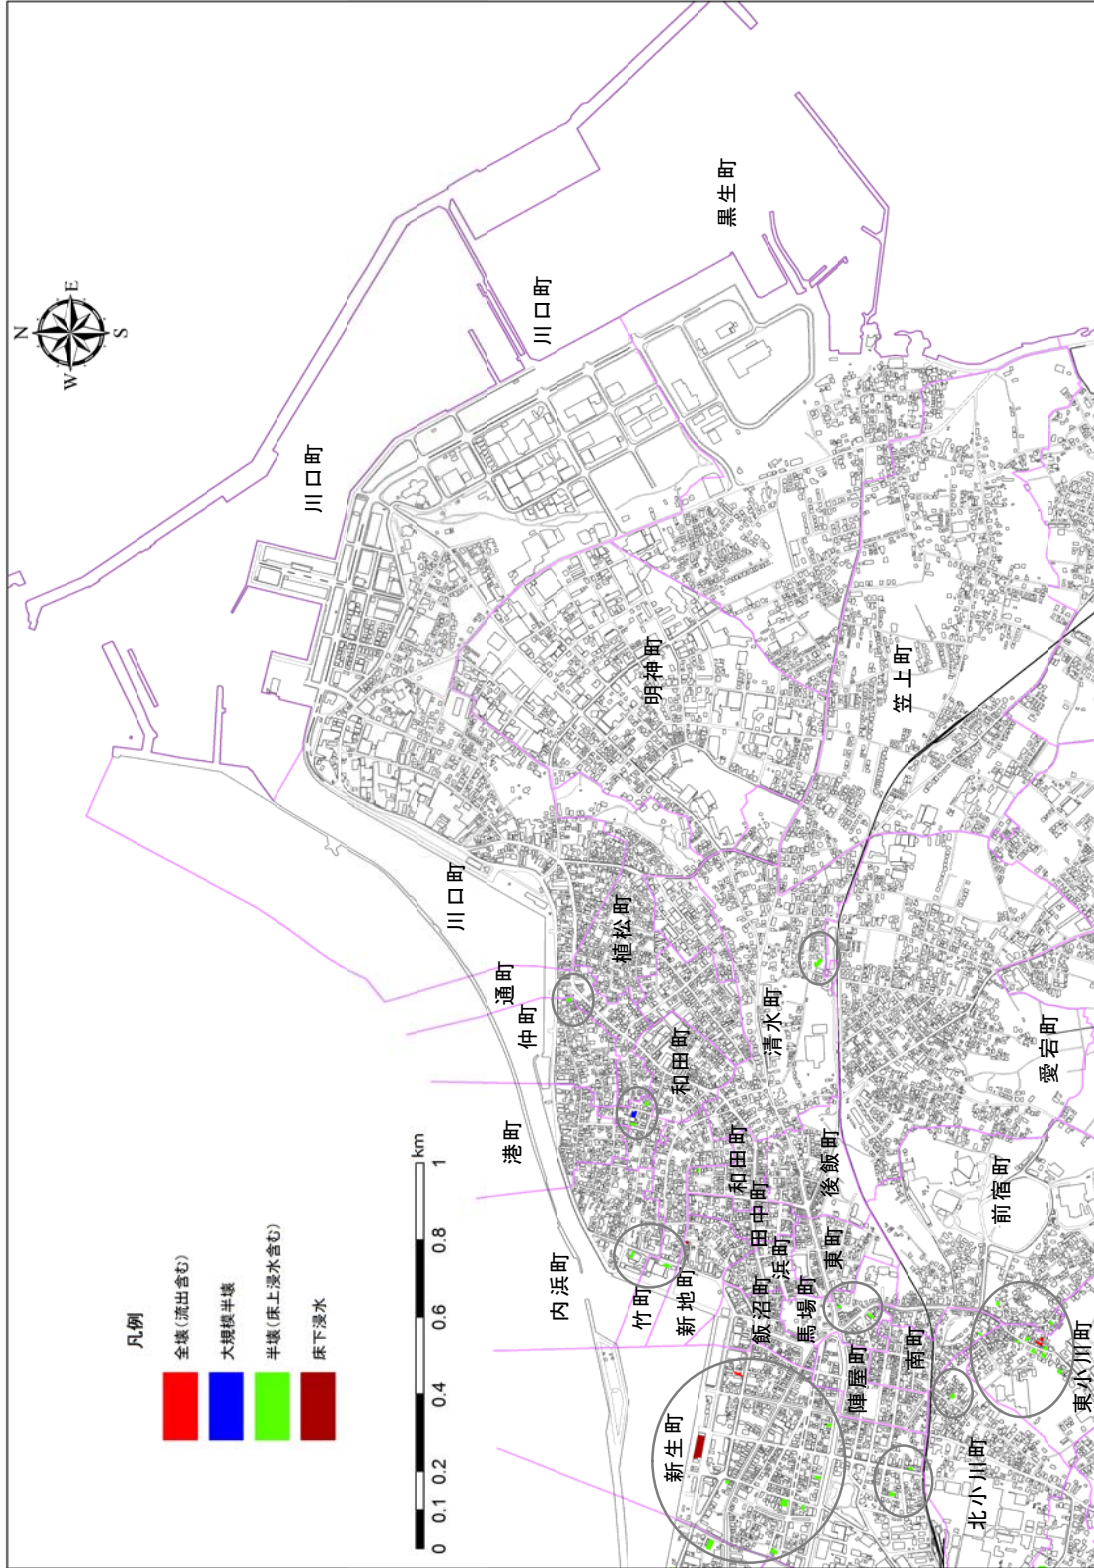 N
E
W
S
凡例
全壊(流出含む)
大規模半壊
半壊(床上浸水含む)
床下浸水
0
0.1
0.2
0.4
0.6
0.8
1
km
黒生町
川口町
川口町
明神町
笠上町
川口町
植松町
通町
仲町
和田町
清水町
愛宕町
港町
和田町
田中町
後飯町
前宿町
内浜町
竹町
新地町
飯沼町
浜町
馬場町
東町
陣屋町
南町
東小川町
新生町
北小川町